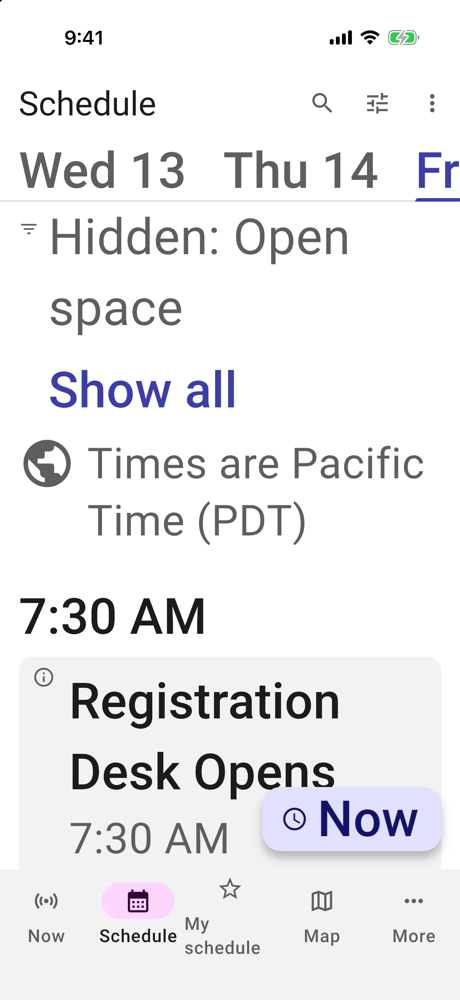 9:41
Schedule
Wed 13 Thu 14 Fr
Hidden: Open
space
Show all
Times are Pacific
Time (PDT)
7:30 AM
Registration
Desk Opens
7:30 AM
Now
Now
Schedule
My
schedule
Map
More